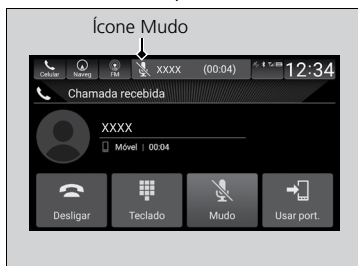 Ícone Mudo
Celular Naveg FM XXXX (00:04) 12:34
Chamada recebida
XXXX
Móvel | 00:04
Desligar Teclado Mudo Usar port.